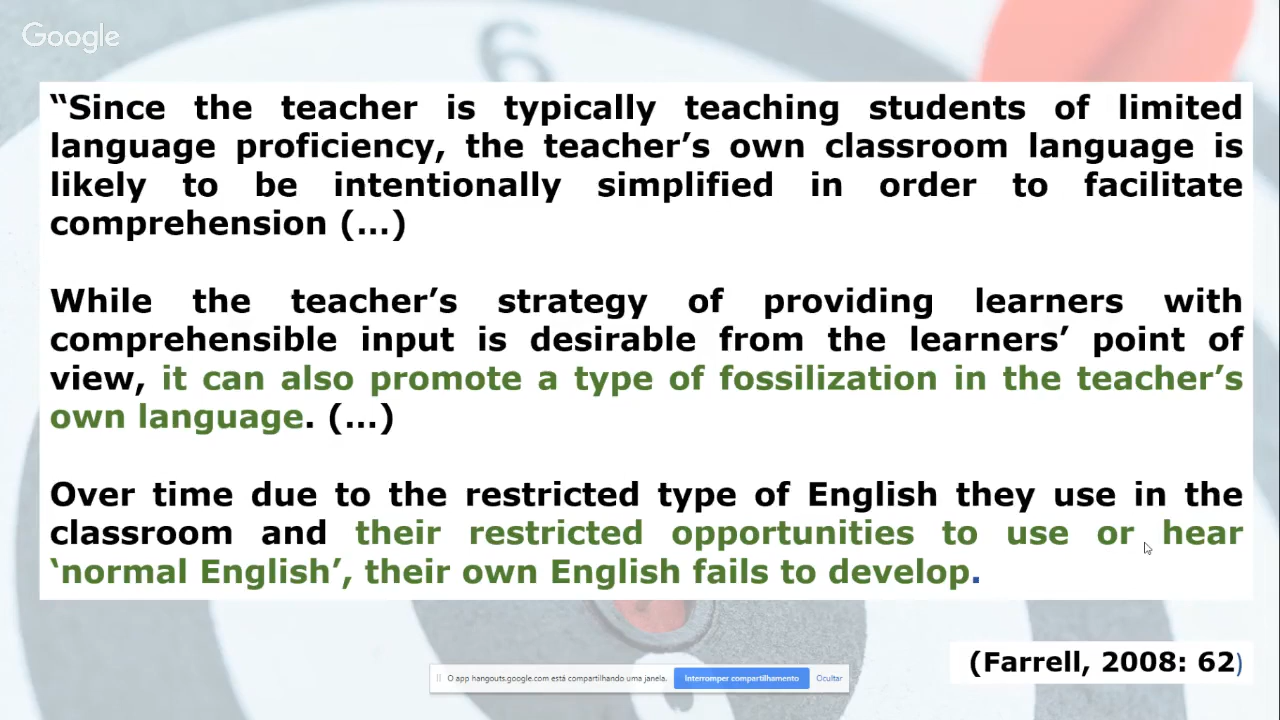 Google
6
“Since the teacher is typically teaching students of limited
language proficiency, the teacher’s own classroom language is
likely to be intentionally simplified in order to facilitate
comprehension (...)
While the teacher’s strategy of providing learners with
comprehensible input is desirable from the learners’ point of
view, it can also promote a type of fossilization in the teacher’s
own language. (...)
Over time due to the restricted type of English they use in the
classroom and their restricted opportunities to use or hear
‘normal English’, their own English fails to develop.
(Farrell, 2008: 62)
O app hangouts.google.com está compartilhando uma janela. Interromper compartilhamento Ocultar